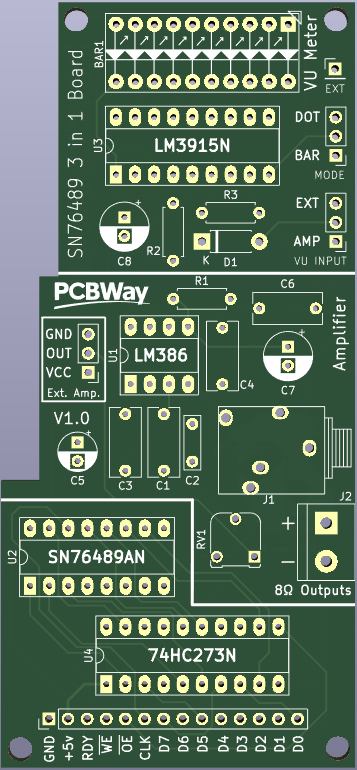 SN76489 3 in 1 Board
BAR1
VU Meter
EXT
DOT
BAR
MODE
U3
LM3915N
EXT
AMP
VU INPUT
R3
K
D1
R2
C8
+
PCBWay
R1
C6
Amplifier
GND
OUT
VCC
Ext. Amp.
U1
LM386
C4
C7
+
V1.0
C5
+
C3
C1
C2
J1
J2
RV1
+
−
8Ω Outputs
U2
SN76489AN
U4
74HC273N
GND
+5v
RDY
WE
OE
CLK
D7
D6
D5
D4
D3
D2
D1
D0